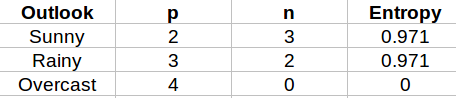 Outlook p n Entropy
Sunny 2 3 0.971
Rainy 3 2 0.971
Overcast 4 0 0